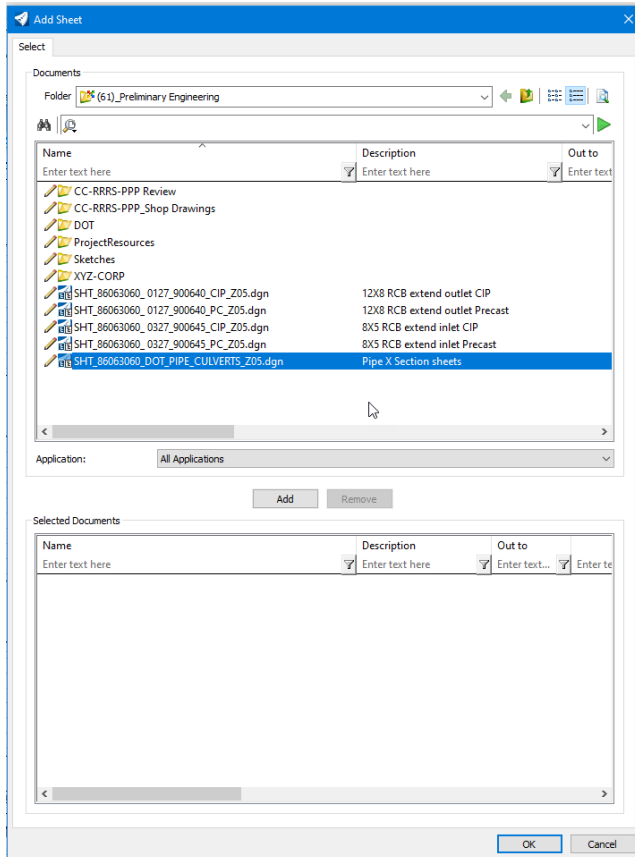 Add Sheet
Select
Documents
Folder (61)_Preliminary Engineering
Name Description Out to
Enter text here Enter text here Enter text
CC-RRRS-PPP Review
CC-RRRS-PPP_Shop Drawings
DOT
ProjectResources
Sketches
XYZ-CORP
SHT_86063060_ 0127_900640_CIP_Z05.dgn 12X8 RCB extend outlet CIP
SHT_86063060_ 0127_900640_PC_Z05.dgn 12X8 RCB extend outlet Precast
SHT_86063060_ 0327_900645_CIP_Z05.dgn 8X5 RCB extend inlet CIP
SHT_86063060_ 0327_900645_PC_Z05.dgn 8X5 RCB extend inlet Precast
SHT_86063060_DOT_PIPE_CULVERTS_Z05.dgn Pipe X Section sheets
Application: All Applications
Add Remove
Selected Documents
Name Description Out to
Enter text here Enter text here Enter text... Enter te
OK Cancel